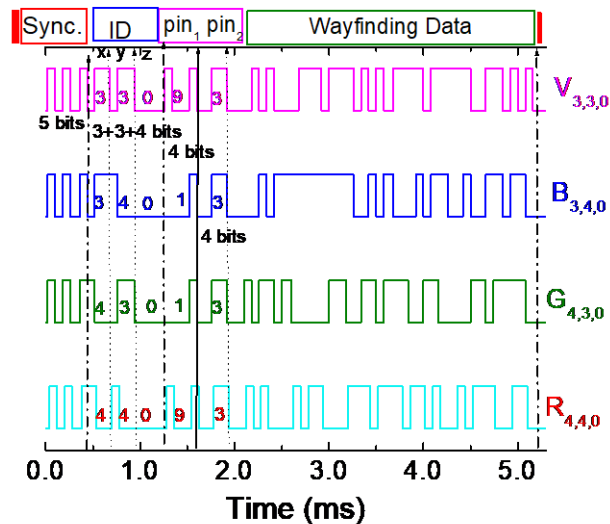 Sync. ID pin1 pin2 Wayfinding Data
x y z
3 3 0 9 3 V3,3,0
5 bits 3+3+4 bits
4 bits
3 4 0 1 3 B3,4,0
4 bits
4 3 0 1 3 G4,3,0
4 4 0 9 3 R4,4,0
0.0 1.0 2.0 3.0 4.0 5.0
Time (ms)